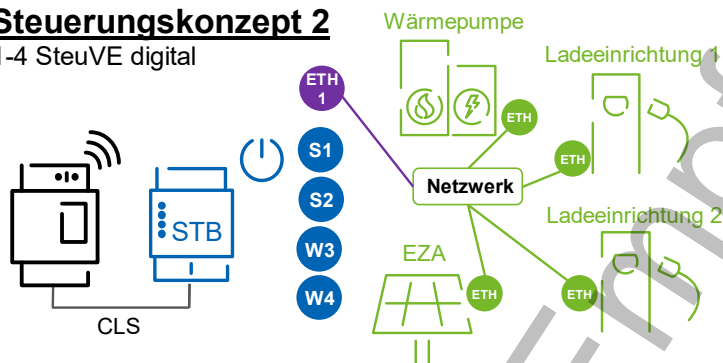 Steuerungskonzept 2
1-4 SteuVE digital
Wärmepumpe
Ladeeinrichtung 1
ETH
1
ETH
S1
ETH
STB
S2
Netzwerk
W3
Ladeeinrichtung 2
EZA
W4
ETH
ETH
CLS